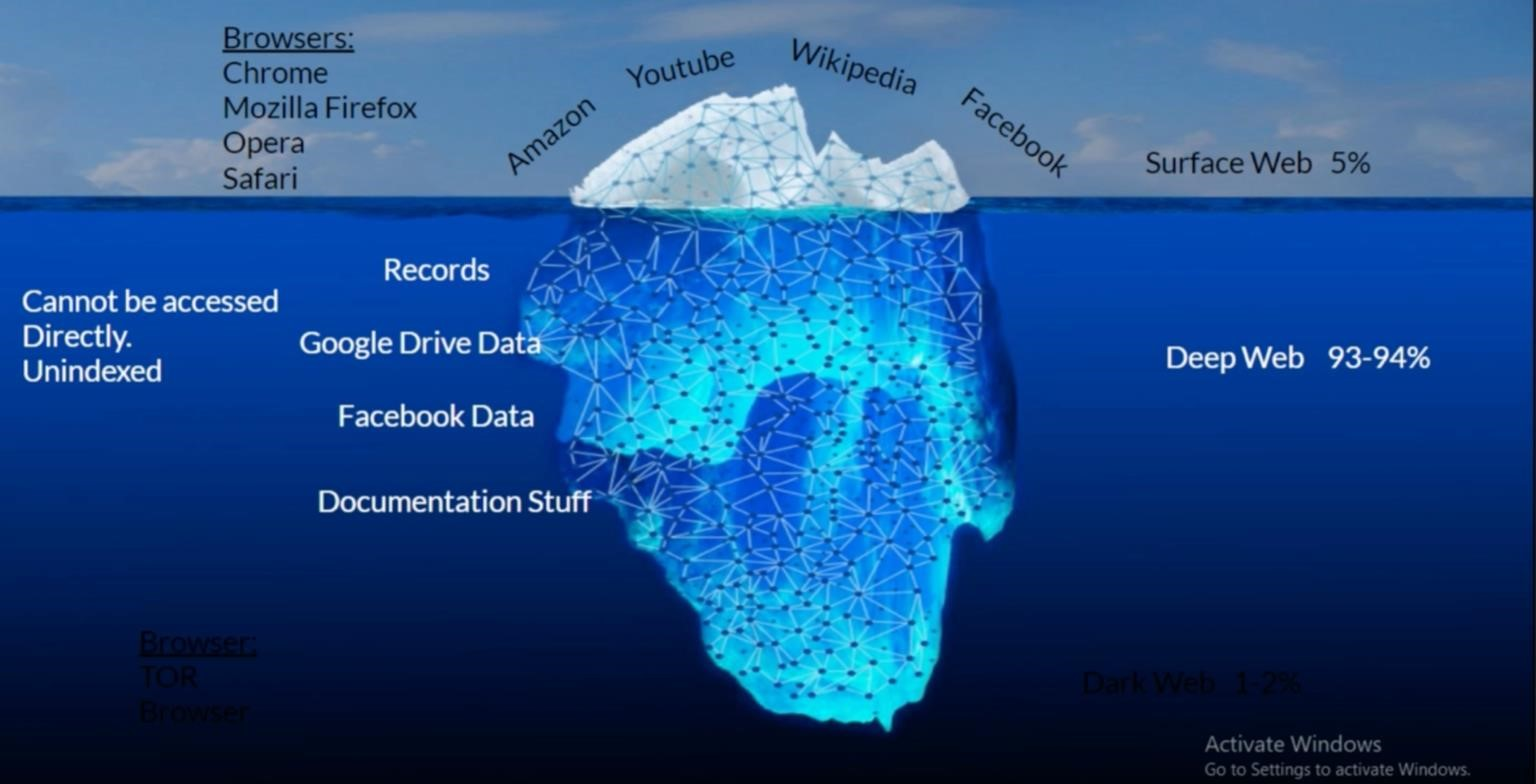 Browsers:
Chrome
Mozilla Firefox
Opera
Safari
Amazon
Youtube
Wikipedia
Facebook
Surface Web 5%
Records
Cannot be accessed
Directly.
Unindexed
Google Drive Data
Facebook Data
Documentation Stuff
Deep Web 93-94%
Browser:
TOR
Browser
Dark Web 1-2%
Activate Windows
Go to Settings to activate Windows.